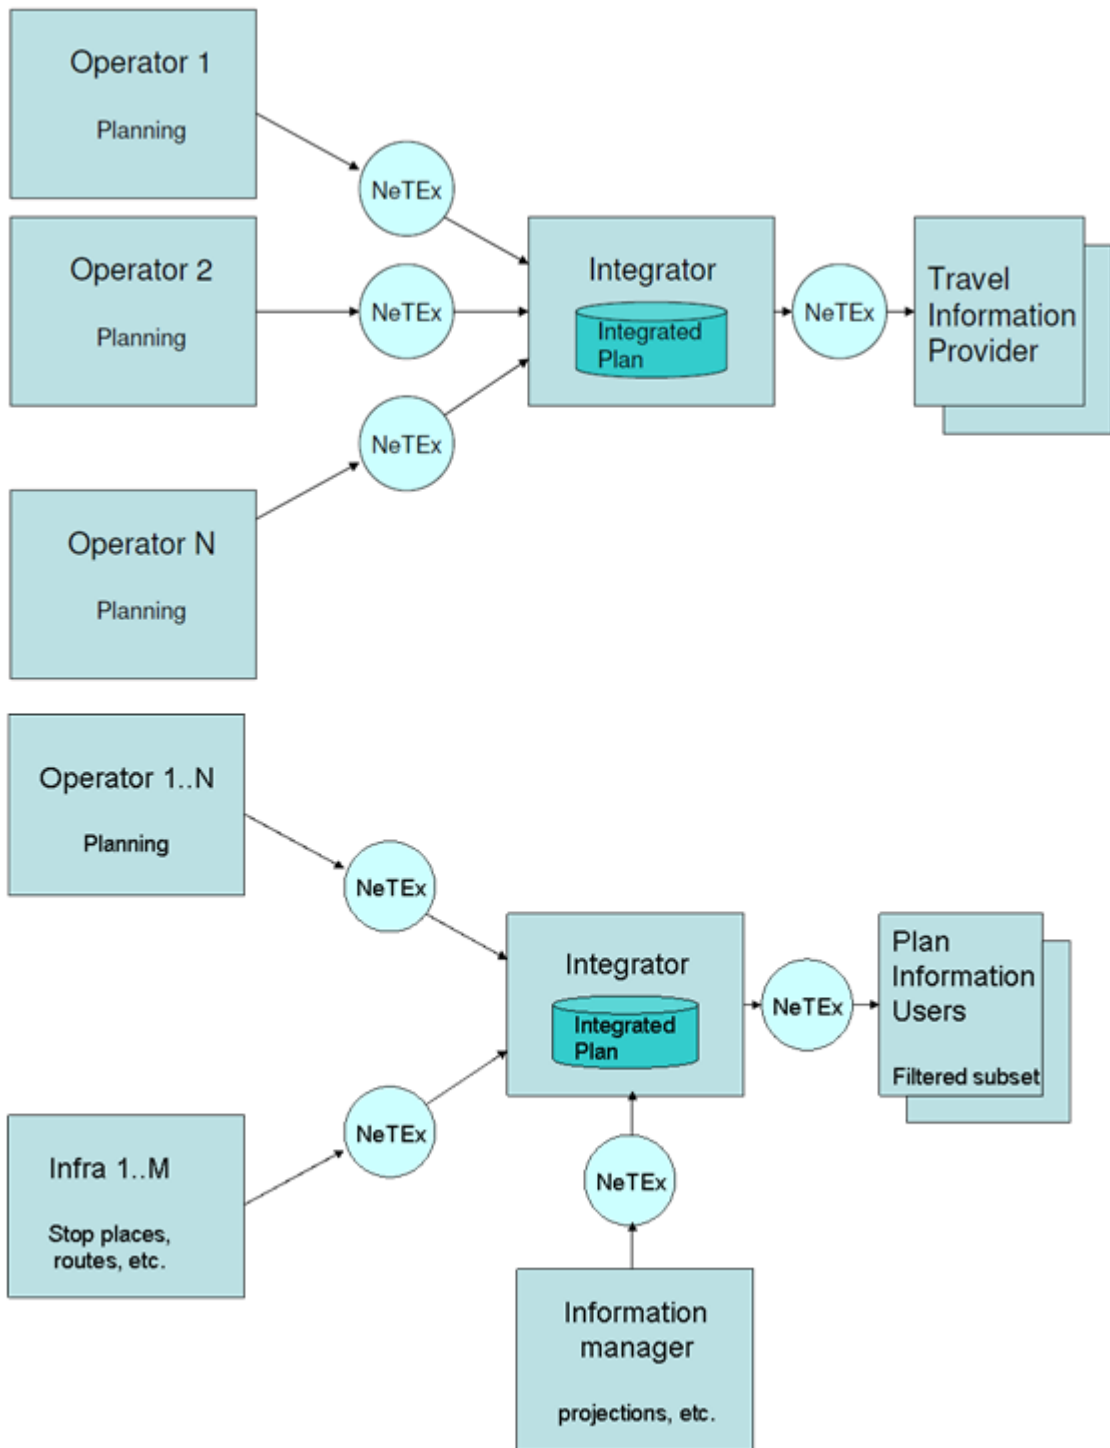 Operator 1
Planning
NeTEx
Operator 2
Planning
NeTEx
Integrator
Integrated
Plan
NeTEx
Travel
Information
Provider
NeTEx
Operator N
Planning
Operator 1..N
Planning
NeTEx
Integrator
Integrated
Plan
NeTEx
Plan
Information
Users
Filtered subset
NeTEx
Infra 1..M
Stop places,
routes, etc.
NeTEx
Information
manager
projections, etc.